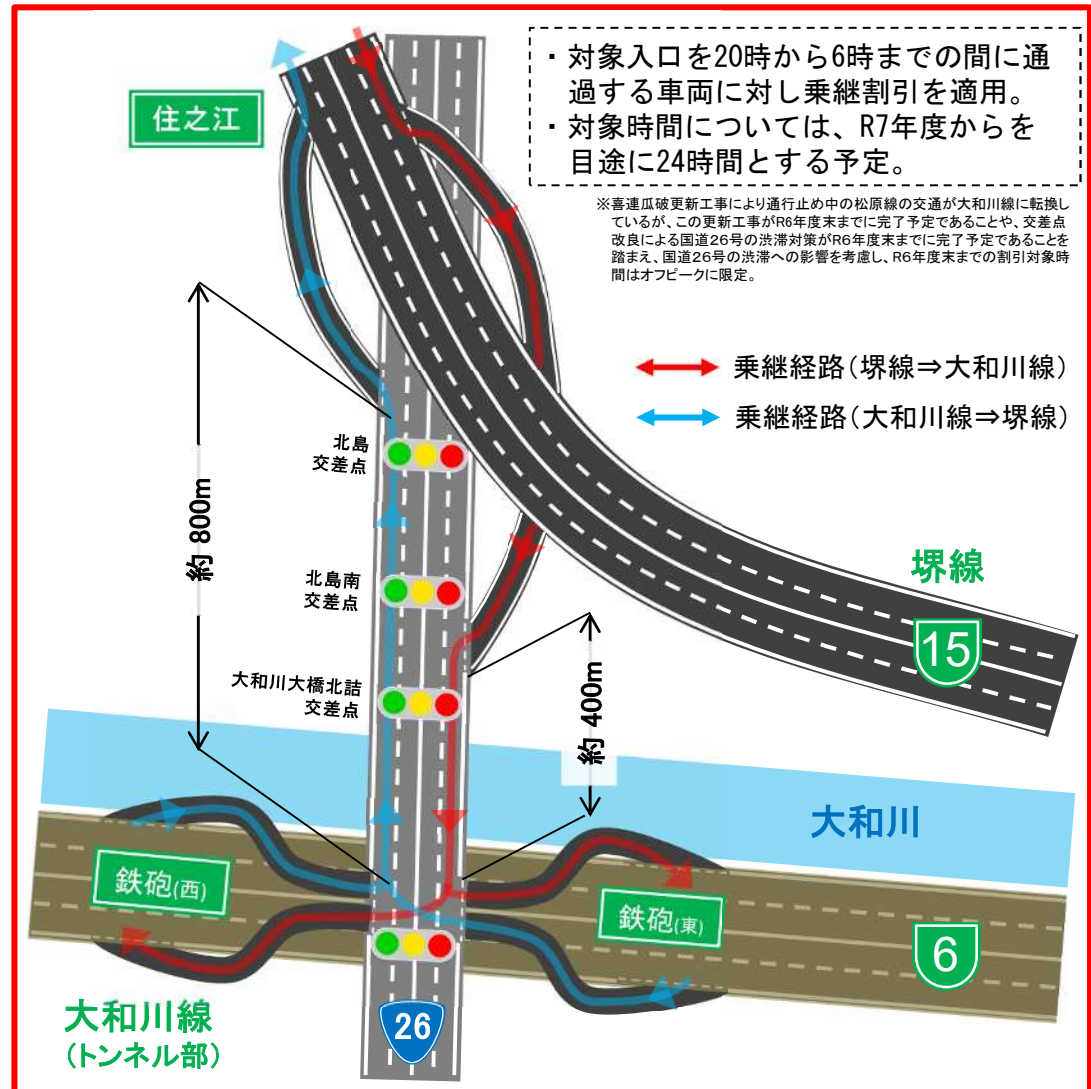 ・対象入口を20時から6時までの間に通
過する車両に対し乗継割引を適用。
・対象時間については、R7年度からを
目途に24時間とする予定。
※喜連瓜破更新工事により通行止め中の松原線の交通が大和川線に転換
しているが、この更新工事がR6年度末までに完了予定であることや、交差点
改良による国道26号の渋滞対策がR6年度末までに完了予定であることを
踏まえ、国道26号の渋滞への影響を考慮し、R6年度末までの割引対象時
間はオフピークに限定。
住之江
乗継経路(堺線⇒大和川線)
乗継経路(大和川線⇒堺線)
北島
交差点
約 800m
北島南
交差点
堺線
15
大和川大橋北詰
交差点
約 400m
大和川
鉄砲(西)
鉄砲(東)
6
大和川線
(トンネル部)
26